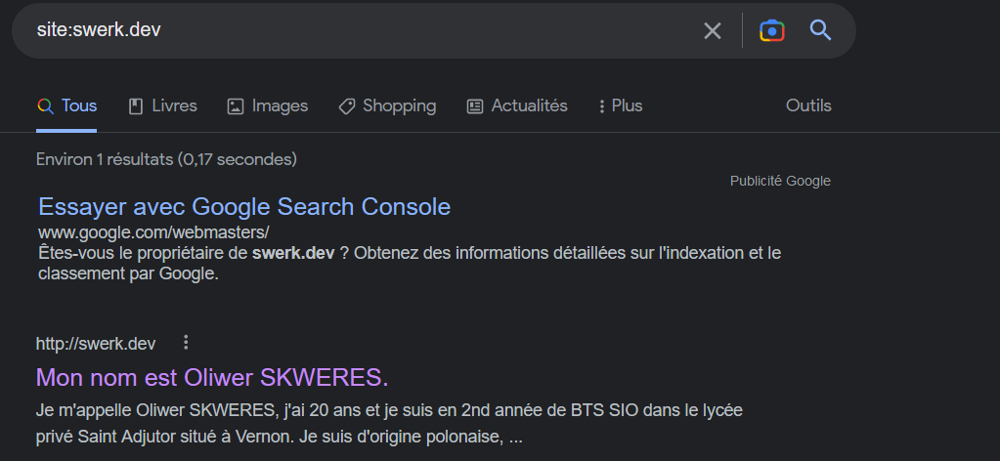 site:swerk.dev
Tous Livres Images Shopping Actualités Plus Outils
Environ 1 résultats (0,17 secondes)
Publicité Google
Essayer avec Google Search Console
www.google.com/webmasters/
Êtes-vous le propriétaire de swerk.dev ? Obtenez des informations détaillées sur l'indexation et le
classement par Google.
http://swerk.dev
Mon nom est Oliwer SKWERES.
Je m'appelle Oliwer SKWERES, j'ai 20 ans et je suis en 2nd année de BTS SIO dans le lycée
privé Saint Adjutor situé à Vernon. Je suis d'origine polonaise, ...